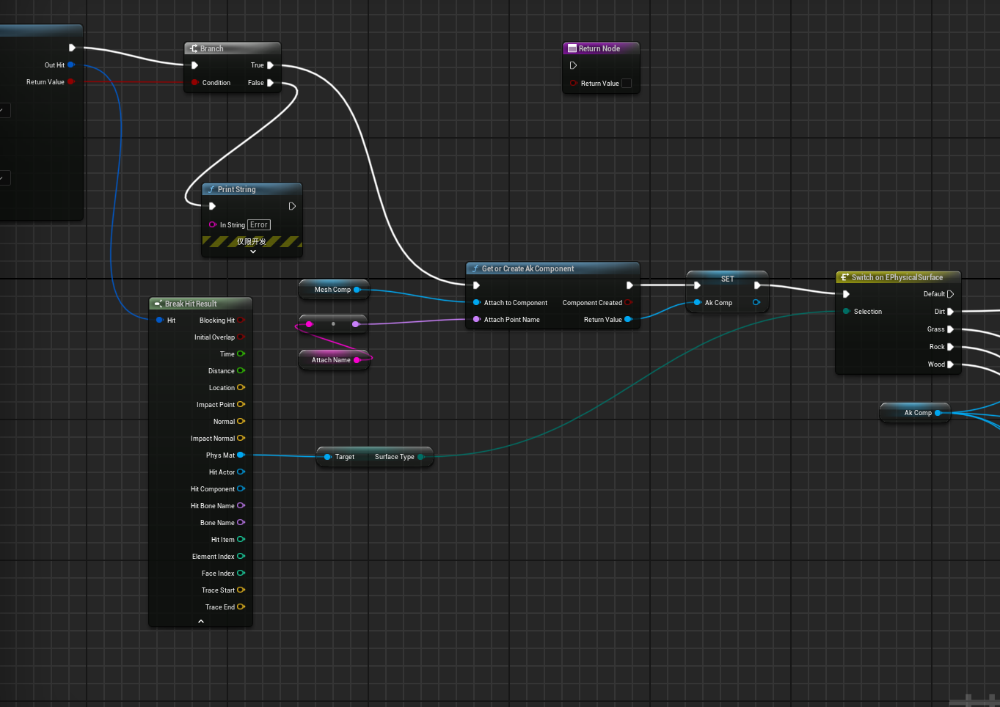 Out Hit
Return Value
Branch
True
Condition
False
Return Node
Return Value
Print String
In String Error
仅限开发
Mesh Comp
Attach Name
Get or Create Ak Component
Attach to Component
Component Created
Attach Point Name
Return Value
SET
Ak Comp
Switch on EPhysicalSurface
Default
Selection
Dirt
Grass
Rock
Wood
Ak Comp
Break Hit Result
Hit
Blocking Hit
Initial Overlap
Time
Distance
Location
Impact Point
Normal
Impact Normal
Phys Mat
Hit Actor
Hit Component
Hit Bone Name
Bone Name
Hit Item
Element Index
Face Index
Trace Start
Trace End
Target
Surface Type